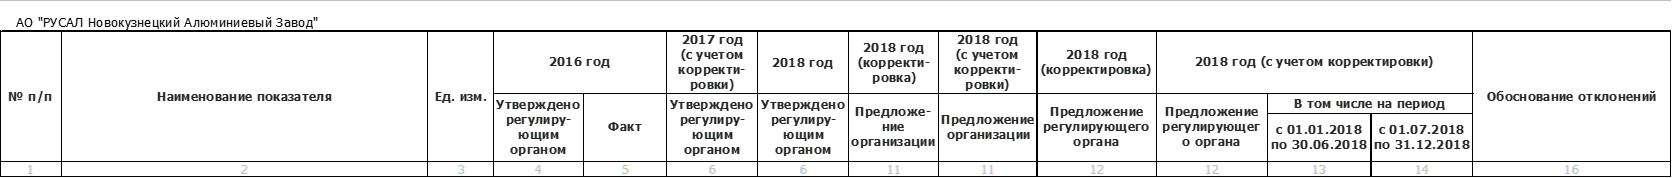 АО "РУСАЛ Новокузнецкий Алюминиевый Завод"
№ п/п
Наименование показателя
Ед. изм.
2016 год
2017 год
(с учетом
корректи-
ровки)
2018 год
2018 год
(корректи-
ровка)
2018 год
(с учетом
корректи-
ровки)
2018 год
(корректировка)
2018 год (с учетом корректировки)
Обоснование отклонений
Утверждено
регулиру-
ющим
органом
Факт
Утверждено
регулиру-
ющим
органом
Утверждено
регулиру-
ющим
органом
Предложе-
ние
организации
Предложение
организации
Предложение
регулирующего
органа
Предложение
регулирующег
о органа
В том числе на период
с 01.01.2018
по 30.06.2018
с 01.07.2018
по 31.12.2018
1 2 3 4 5 6 6 11 11 12 12 13 14 16